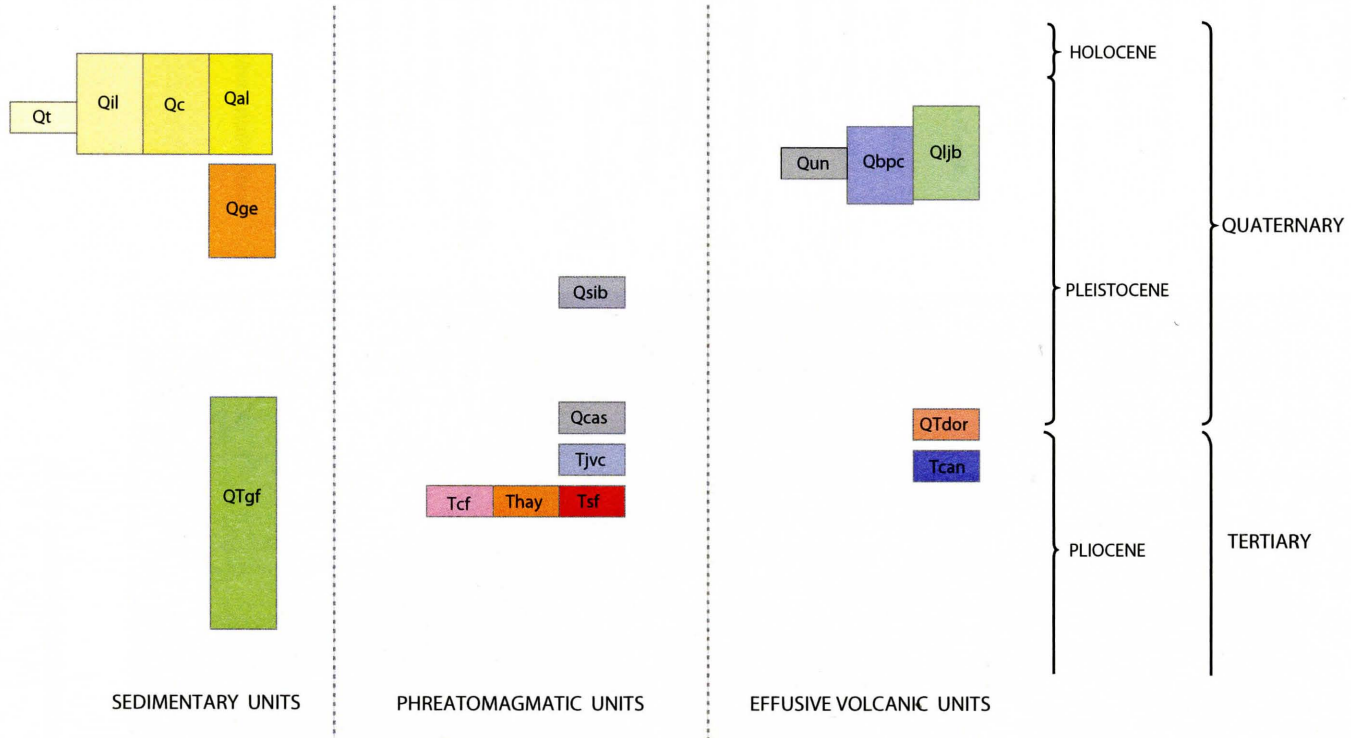 Qt
Qil
Qc
Qal
Qge
QTgf
SEDIMENTARY UNITS
Qsib
Qcas
Tjvc
Tcf
Thay
Tsf
PHREATOMAGMATIC UNITS
Qun
Qbpc
Qljb
QTdor
Tcan
EFFUSIVE VOLCANIC UNITS
HOLOCENE
PLEISTOCENE
PLIOCENE
QUATERNARY
TERTIARY